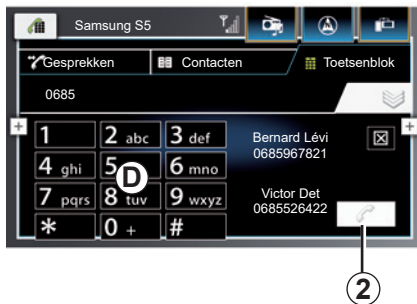 Samsung S5
Gesprekken
Contacten
Toetsenblok
0685
1
2 abc
3 def
4 ghi
5
6 mno
7 pqrs
8 tuv
9 wxyz
*
0 +
#
D
Bernard Lévi
0685967821
Victor Det
0685526422
2